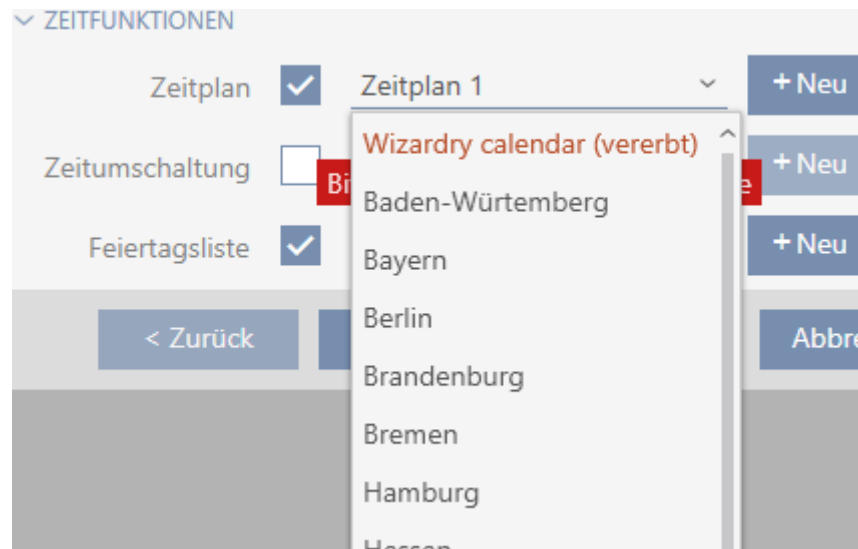 ZEITFUNKTIONEN
Zeitplan Zeitplan 1 + Neu
Wizardry calendar (vererbt)
Zeitumschaltung + Neu
Baden-Würtemberg
Feiertagsliste + Neu
Bayern
Berlin
< Zurück
Brandenburg
Bremen
Hamburg